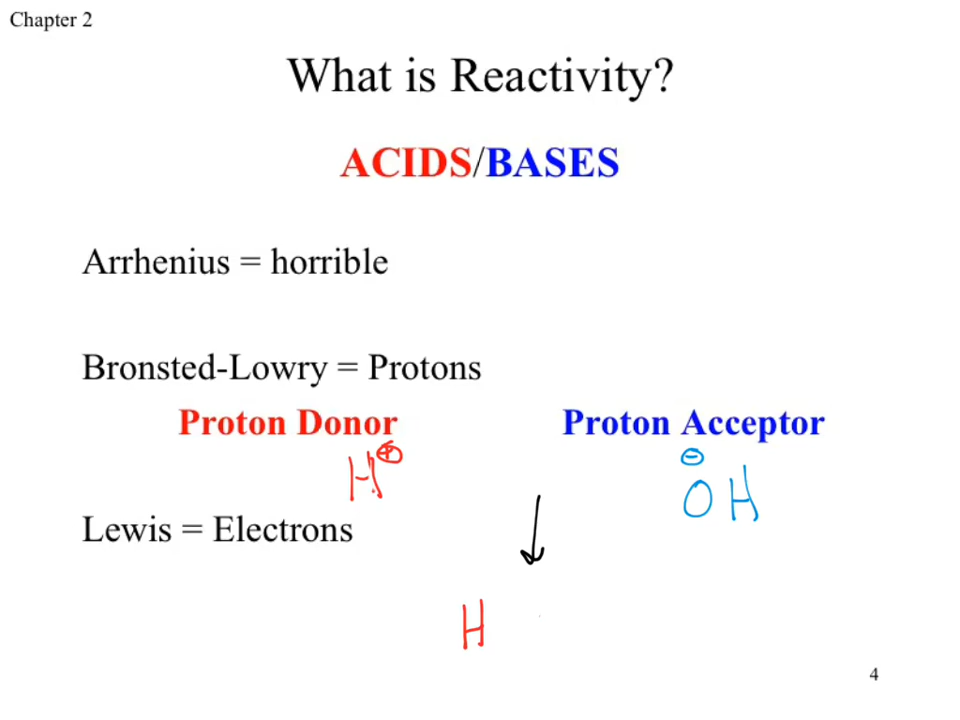 Chapter 2
What is Reactivity?
ACIDS/BASES
Arrhenius = horrible
Bronsted-Lowry = Protons
Proton Donor Proton Acceptor
H⊕ ⊖OH
Lewis = Electrons
H
4